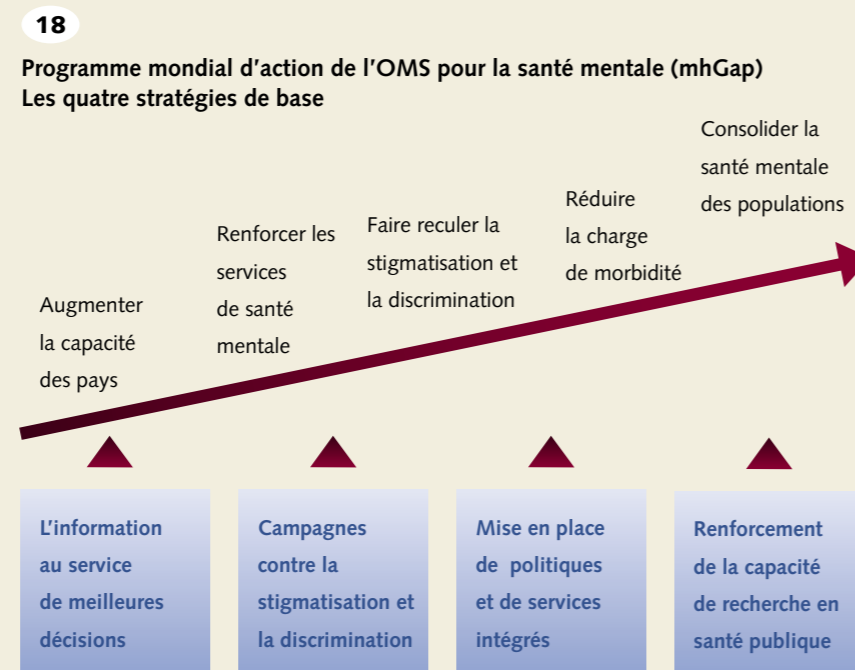 18
Programme mondial d'action de l'OMS pour la santé mentale (mhGap)
Les quatre stratégies de base
Augmenter
la capacité
des pays
Renforcer les
services
de santé
mentale
Faire reculer la
stigmatisation et
la discrimination
Réduire
la charge
de morbidité
Consolider la
santé mentale
des populations
L'information
au service
de meilleures
décisions
Campagnes
contre la
stigmatisation et
la discrimination
Mise en place
de politiques
et de services
intégrés
Renforcement
de la capacité
de recherche en
santé publique